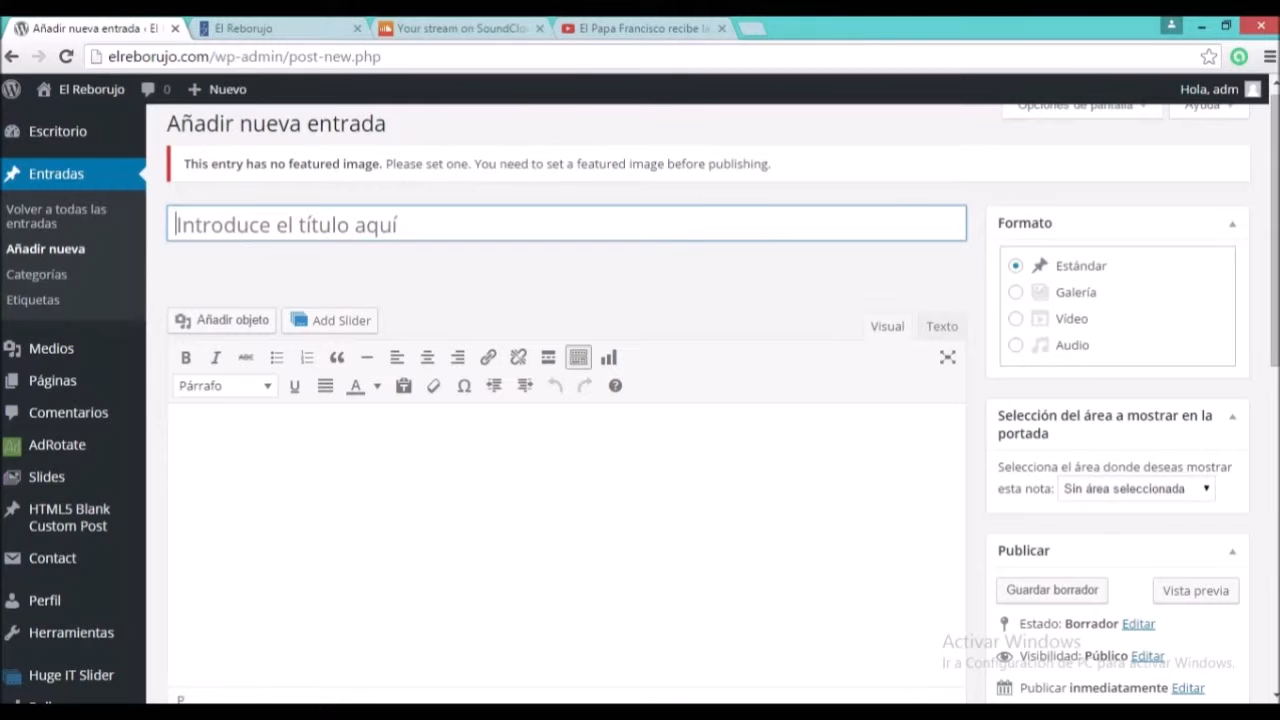 Añadir nueva entrada ‹ El
El Reborujo
Your stream on SoundClo
El Papa Francisco recibe
elreborujo.com/wp-admin/post-new.php
El Reborujo
0
Nuevo
Hola, adm
Opciones de pantalla
Ayuda
Escritorio
Entradas
Volver a todas las
entradas
Añadir nueva
Categorías
Etiquetas
Medios
Páginas
Comentarios
AdRotate
Slides
HTML5 Blank
Custom Post
Contact
Perfil
Herramientas
Huge IT Slider
Añadir nueva entrada
This entry has no featured image. Please set one. You need to set a featured image before publishing.
Introduce el título aquí
Añadir objeto
Add Slider
Visual
Texto
B I ABC
Párrafo
U A Ω
P
Formato
Estándar
Galería
Vídeo
Audio
Selección del área a mostrar en la
portada
Selecciona el área donde deseas mostrar
esta nota: Sin área seleccionada
Publicar
Guardar borrador
Vista previa
Estado: Borrador Editar
Visibilidad: Público Editar
Publicar inmediatamente Editar
Activar Windows
Ir a Configuración de PC para activar Windows.